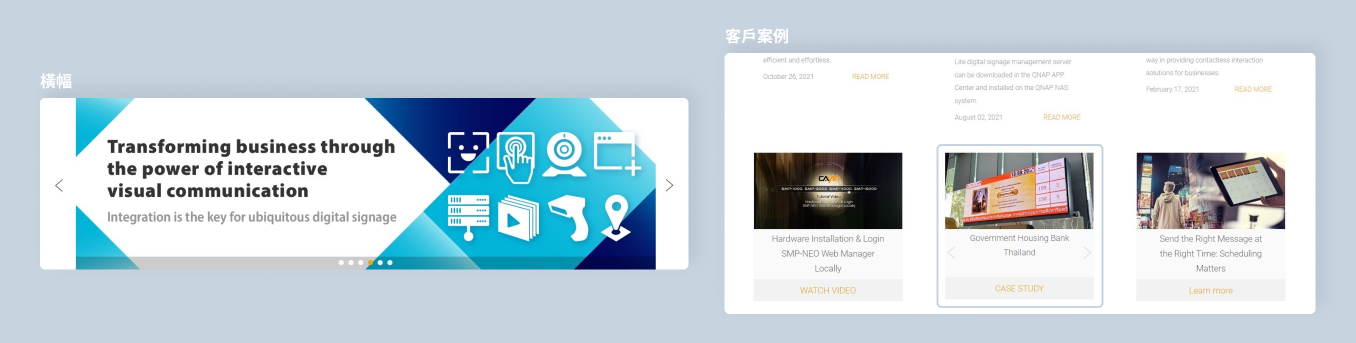 橫幅
Transforming business through
the power of interactive
visual communication
Integration is the key for ubiquitous digital signage
客戶案例
efficient and effortless.
October 26, 2021
READ MORE
Lite digital signage management server
can be downloaded in the QNAP APP
Center and installed on the QNAP NAS
system.
August 02, 2021
READ MORE
way in providing contactless interaction
solutions for businesses
February 17, 2021
READ MORE
Hardware Installation & Login
SMP-NEO Web Manager
Locally
WATCH VIDEO
Government Housing Bank
Thailand
CASE STUDY
Send the Right Message at
the Right Time: Scheduling
Matters
Learn more